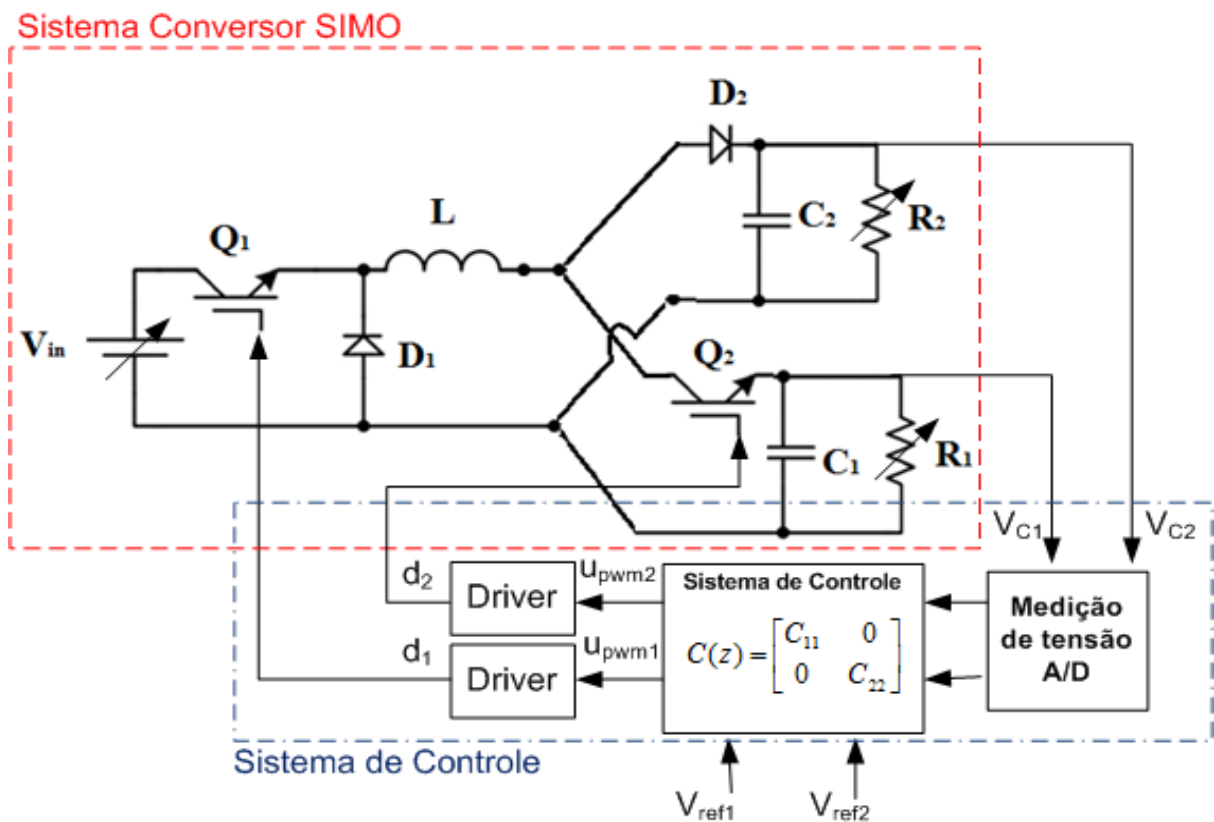 Sistema Conversor SIMO
D2
C2
R2
L
Q1
Vin
D1
Q2
C1
R1
VC1
VC2
d2
Driver
upwm2
d1
Driver
upwm1
Sistema de Controle
C(z) = [C11 0
0 C22]
Medição
de tensão
A/D
Sistema de Controle
Vref1
Vref2